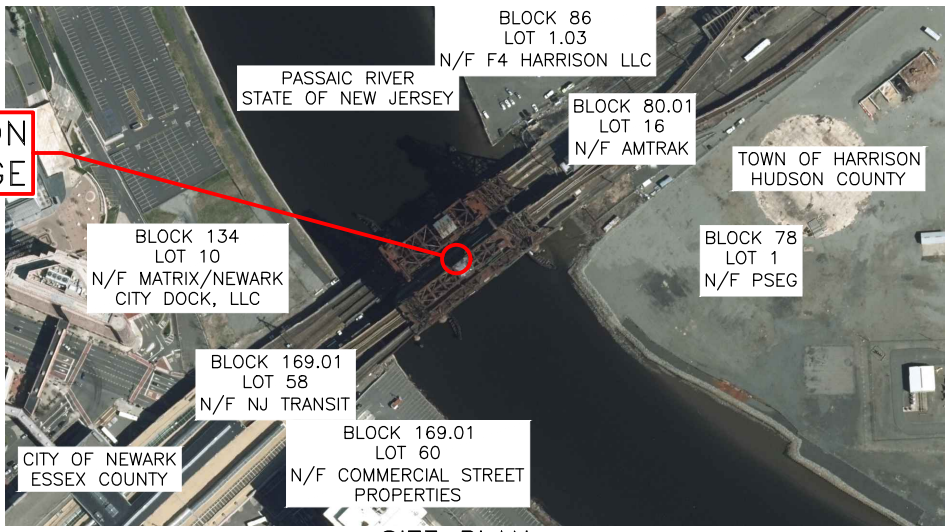 BLOCK 86
LOT 1.03
N/F F4 HARRISON LLC
PASSAIC RIVER
STATE OF NEW JERSEY
BLOCK 80.01
LOT 16
N/F AMTRAK
TOWN OF HARRISON
HUDSON COUNTY
BLOCK 134
LOT 10
N/F MATRIX/NEWARK
CITY DOCK, LLC
BLOCK 78
LOT 1
N/F PSEG
BLOCK 169.01
LOT 58
N/F NJ TRANSIT
BLOCK 169.01
LOT 60
N/F COMMERCIAL STREET
PROPERTIES
CITY OF NEWARK
ESSEX COUNTY